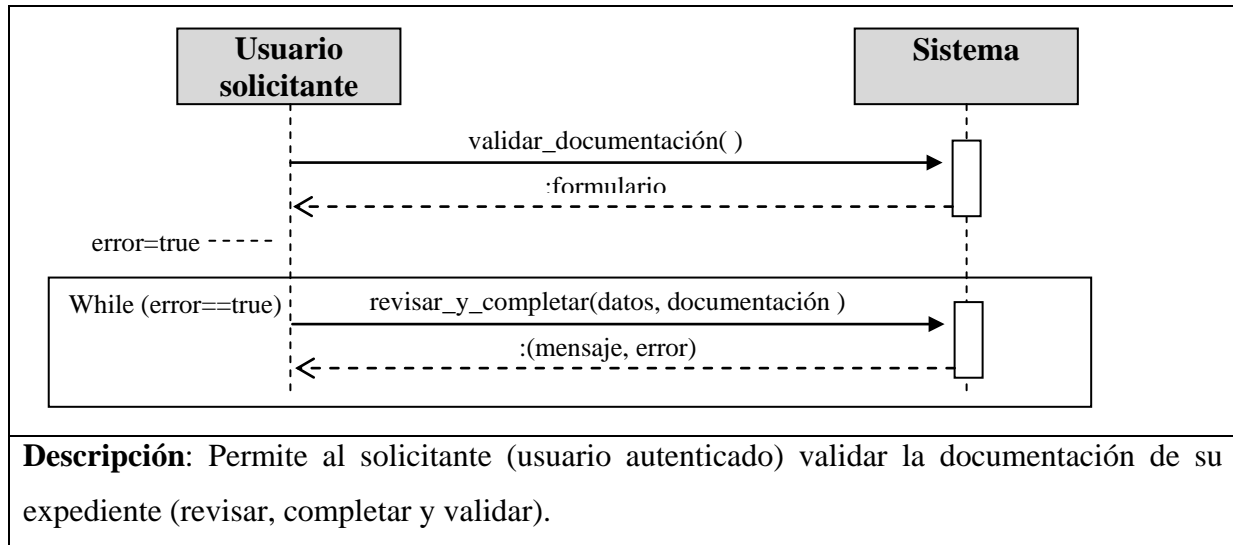 Usuario
solicitante
Sistema
validar_documentación( )
:formulario
error=true
While (error==true)
revisar_y_completar(datos, documentación )
:(mensaje, error)
Descripción: Permite al solicitante (usuario autenticado) validar la documentación de su
expediente (revisar, completar y validar).